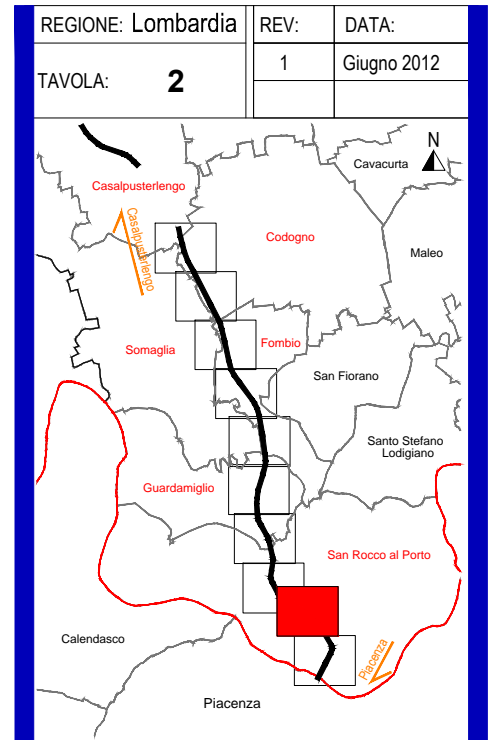 REGIONE: Lombardia
REV:
DATA:
TAVOLA: 2
1
Giugno 2012
N
Cavacurta
Casalpusterlengo
Casalpusterlengo
Codogno
Maleo
Somaglia
Fombio
San Fiorano
Santo Stefano
Lodigiano
Guardamiglio
San Rocco al Porto
Calendasco
Piacenza
Piacenza